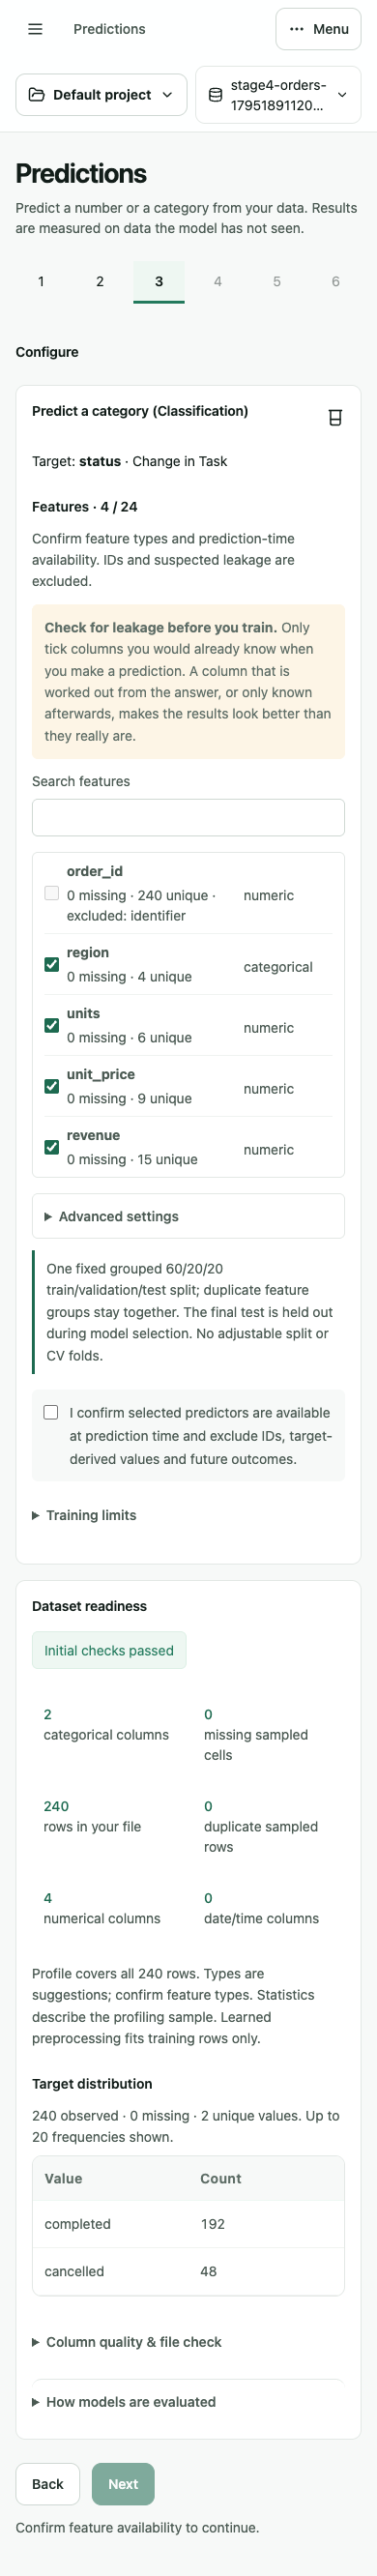 Predictions
Menu
Default project
stage4-orders-
17951891120...
Predictions
Predict a number or a category from your data. Results
are measured on data the model has not seen.
1 2 3 4 5 6
Configure
Predict a category (Classification)
Target: status · Change in Task
Features · 4 / 24
Confirm feature types and prediction-time
availability. IDs and suspected leakage are
excluded.
Check for leakage before you train. Only
tick columns you would already know when
you make a prediction. A column that is
worked out from the answer, or only known
afterwards, makes the results look better than
they really are.
Search features
order_id
0 missing · 240 unique ·
excluded: identifier
numeric
region
0 missing · 4 unique
categorical
units
0 missing · 6 unique
numeric
unit_price
0 missing · 9 unique
numeric
revenue
0 missing · 15 unique
numeric
Advanced settings
One fixed grouped 60/20/20
train/validation/test split; duplicate feature
groups stay together. The final test is held out
during model selection. No adjustable split or
CV folds.
I confirm selected predictors are available
at prediction time and exclude IDs, target-
derived values and future outcomes.
Training limits
Dataset readiness
Initial checks passed
2
categorical columns
0
missing sampled
cells
240
rows in your file
0
duplicate sampled
rows
4
numerical columns
0
date/time columns
Profile covers all 240 rows. Types are
suggestions; confirm feature types. Statistics
describe the profiling sample. Learned
preprocessing fits training rows only.
Target distribution
240 observed · 0 missing · 2 unique values. Up to
20 frequencies shown.
Value Count
completed 192
cancelled 48
Column quality & file check
How models are evaluated
Back Next
Confirm feature availability to continue.